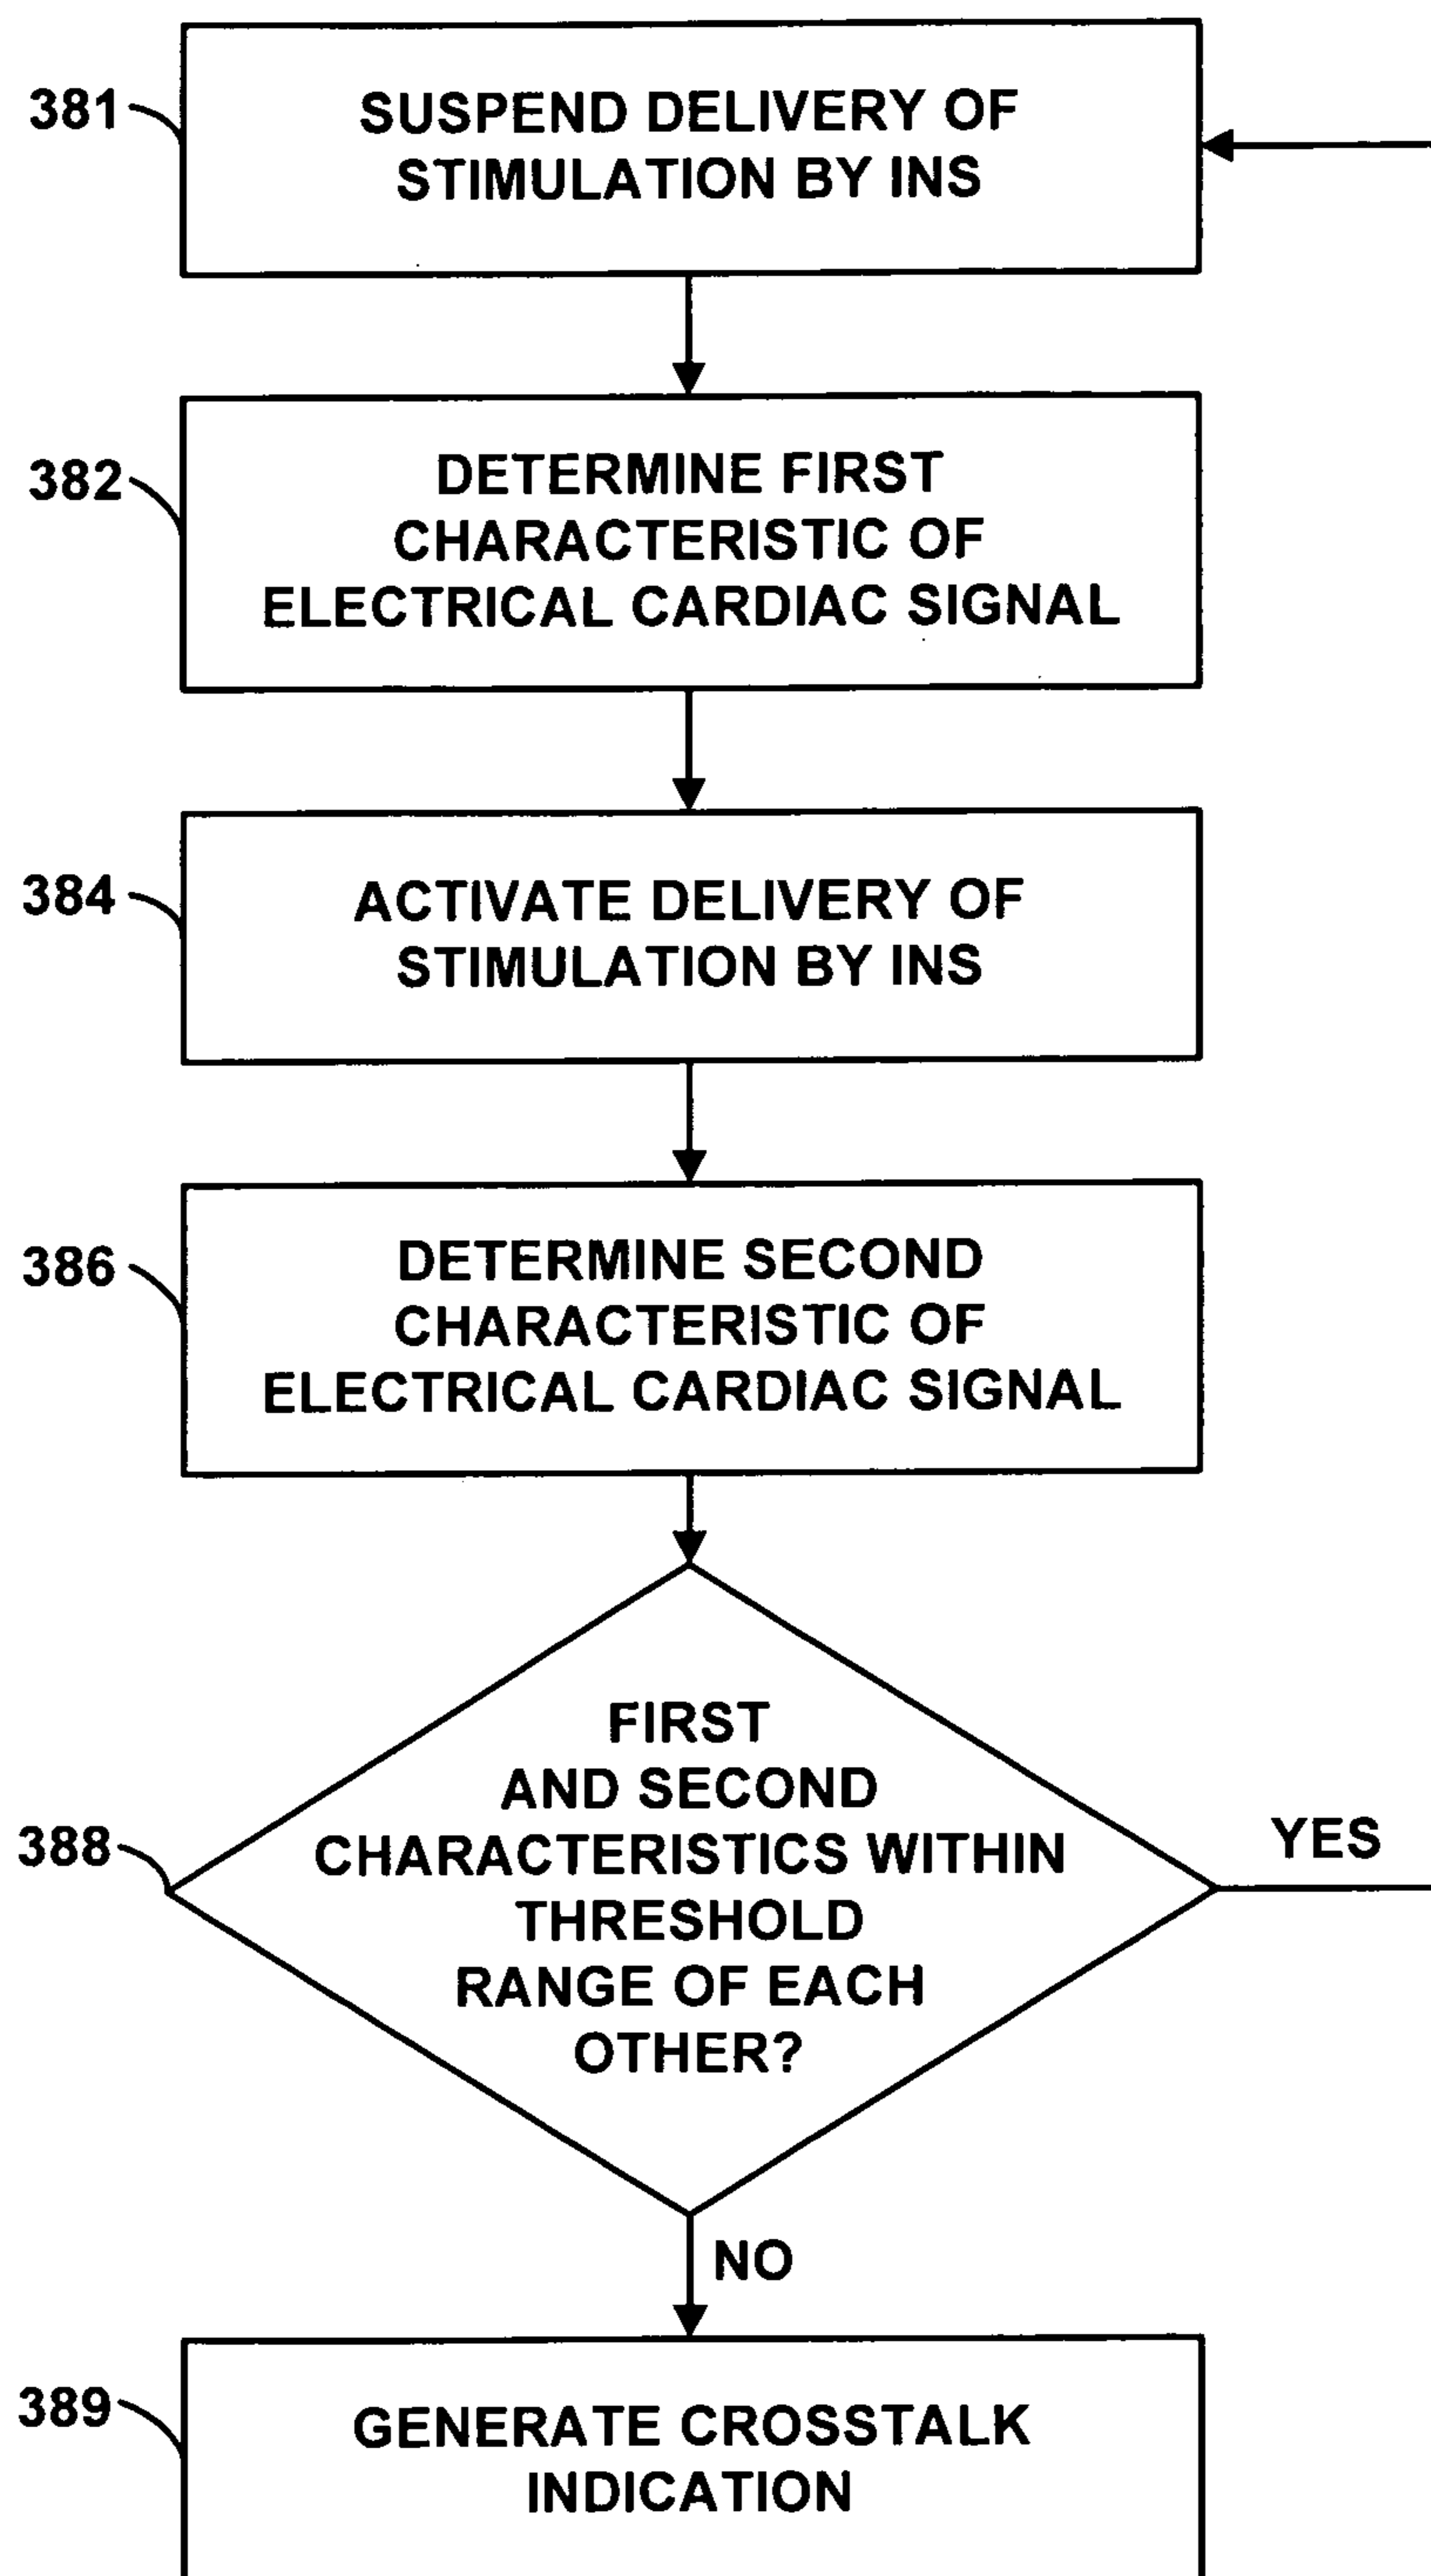 381
SUSPEND DELIVERY OF
STIMULATION BY INS
382
DETERMINE FIRST
CHARACTERISTIC OF
ELECTRICAL CARDIAC SIGNAL
384
ACTIVATE DELIVERY OF
STIMULATION BY INS
386
DETERMINE SECOND
CHARACTERISTIC OF
ELECTRICAL CARDIAC SIGNAL
388
FIRST
AND SECOND
CHARACTERISTICS WITHIN
THRESHOLD
RANGE OF EACH
OTHER?
YES
NO
389
GENERATE CROSSTALK
INDICATION